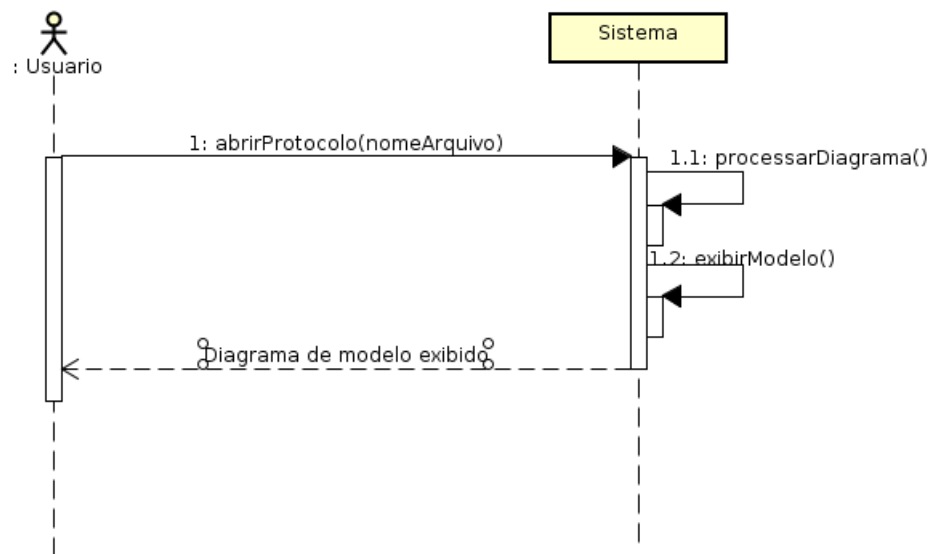 Sistema
: Usuario
1: abrirProtocolo(nomeArquivo)
1.1: processarDiagrama()
1.2: exibirModelo()
Diagrama de modelo exibido